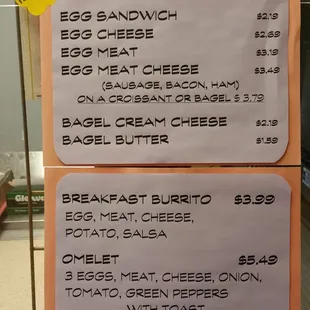 EGG SANDWICH $2.19
EGG CHEESE $2.69
EGG MEAT $3.19
EGG MEAT CHEESE $3.49
(SAUSAGE, BACON, HAM)
ON A CROISSANT OR BAGEL $ 3.79
BAGEL CREAM CHEESE $2.19
BAGEL BUTTER $1.59
BREAKFAST BURRITO $3.99
EGG, MEAT, CHEESE,
POTATO, SALSA
OMELET $5.49
3 EGGS, MEAT, CHEESE, ONION,
TOMATO, GREEN PEPPERS
WITH TOAST